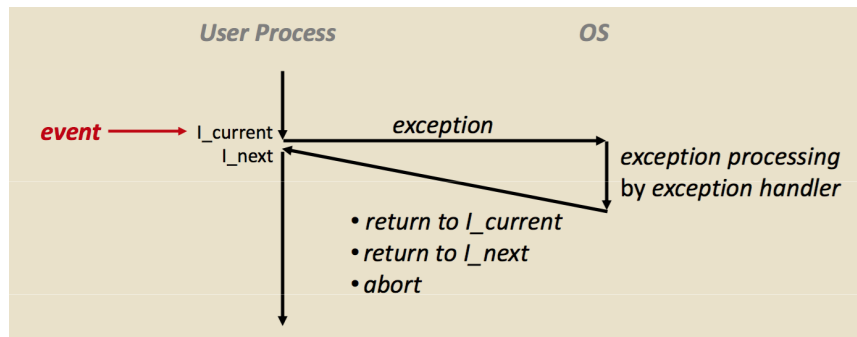 User Process
OS
event
I_current
exception
I_next
exception processing
by exception handler
• return to I_current
• return to I_next
• abort